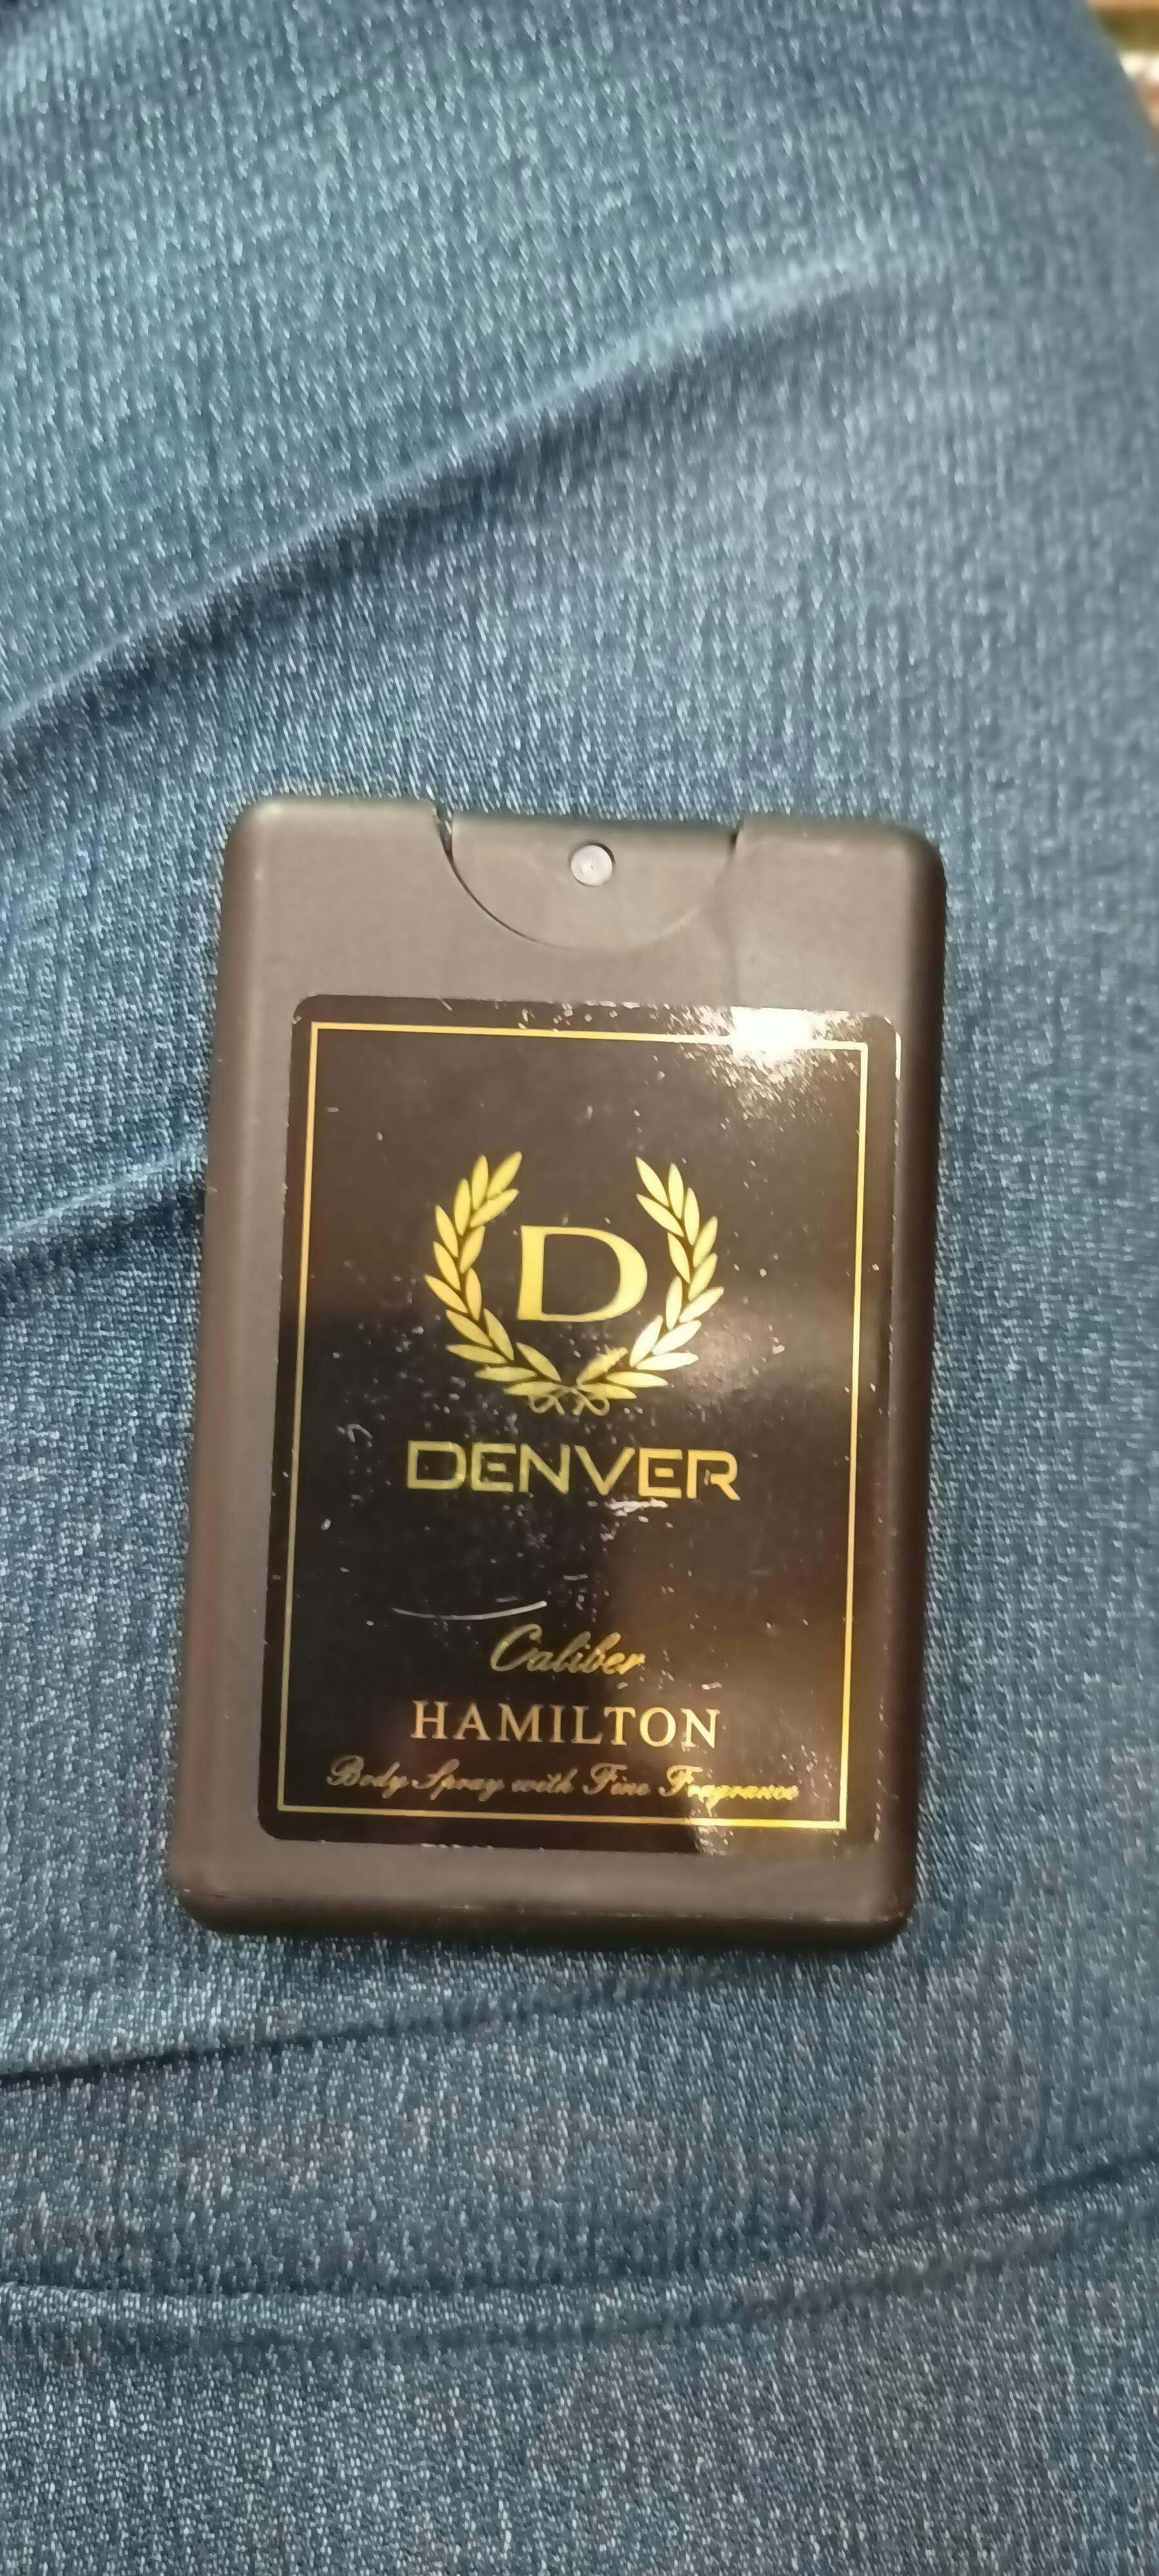 D
DENVER
Caliber
HAMILTON
Body Spray with Fine Fragrance